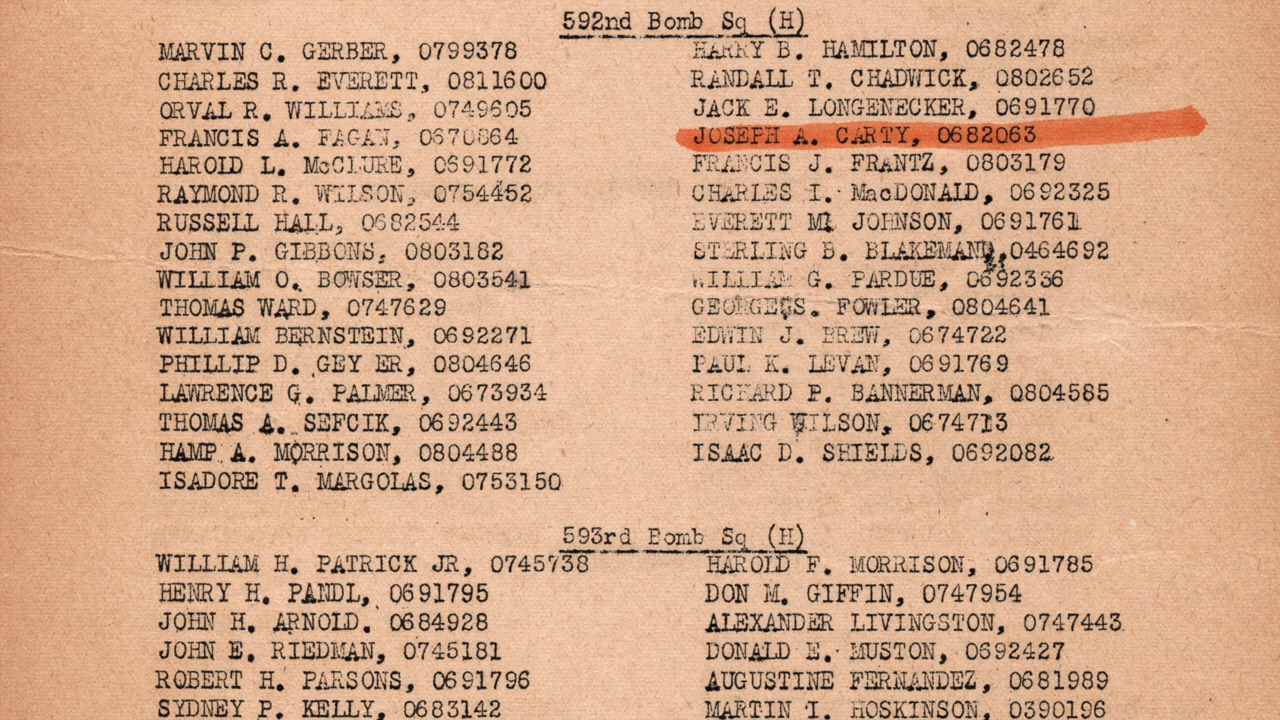 592nd Bomb Sq (H)
MARVIN C. GERBER, 0799378
CHARLES R. EVERETT, 0811600
ORVAL R. WILLIAMS, 0749605
FRANCIS A. FAGAN, 0670864
HAROLD L. McCLURE, 0691772
RAYMOND R. WILSON, 0754452
RUSSELL HALL, 0682544
JOHN P. GIBBONS, 0803182
WILLIAM O. BOWSER, 0803541
THOMAS WARD, 0747629
WILLIAM BERNSTEIN, 0692271
PHILLIP D. GEY ER, 0804646
LAWRENCE G. PALMER, 0673934
THOMAS A. SEFCIK, 0692443
HAMP A. MORRISON, 0804488
ISADORE T. MARGOLAS, 0753150
HARRY B. HAMILTON, 0682478
RANDALL T. CHADWICK, 0802652
JACK E. LONGENECKER, 0691770
JOSEPH A. CARTY, 0682063
FRANCIS J. FRANTZ, 0803179
CHARLES I. MacDONALD, 0692325
EVERETT M. JOHNSON, 0691761
STERLING B. BLAKEMAN, 0464692
WILLIAM G. PARDUE, 0692336
GEORGE S. FOWLER, 0804641
EDWIN J. BREW, 0674722
PAUL K. LEVAN, 0691769
RICHARD P. BANNERMAN, 0804585
IRVING WILSON, 0674713
ISAAC D. SHIELDS, 0692082
593rd Bomb Sq (H)
WILLIAM H. PATRICK JR, 0745738
HENRY H. PANDL, 0691795
JOHN H. ARNOLD. 0684928
JOHN E. RIEDMAN, 0745181
ROBERT H. PARSONS, 0691796
SYDNEY P. KELLY, 0683142
HAROLD F. MORRISON, 0691785
DON M. GIFFIN, 0747954
ALEXANDER LIVINGSTON, 0747443
DONALD E. MUSTON, 0692427
AUGUSTINE FERNANDEZ, 0681989
MARTIN I. HOSKINSON, 0390196